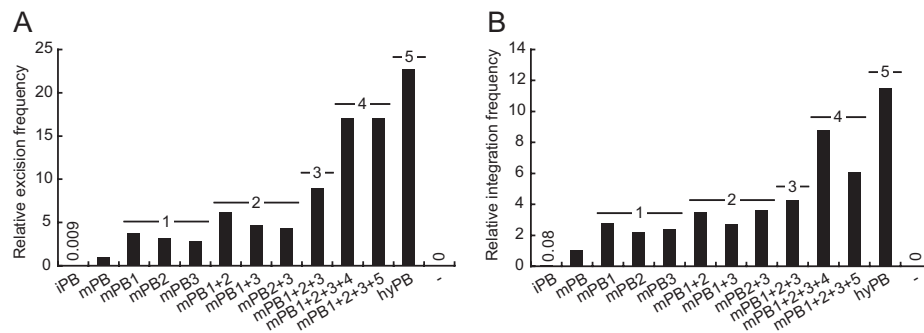 A
Relative excision frequency
25
20
15
10
5
0
0.009
1
2
3
4
5
0
iPB
mPB
mPB1
mPB2
mPB3
mPB1+2
mPB1+3
mPB2+3
mPB1+2+3
mPB1+2+3+4
mPB1+2+3+5
hyPB
-
B
Relative integration frequency
14
12
10
8
6
4
2
0
0.08
1
2
3
4
5
0
iPB
mPB
mPB1
mPB2
mPB3
mPB1+2
mPB1+3
mPB2+3
mPB1+2+3
mPB1+2+3+4
mPB1+2+3+5
hyPB
-